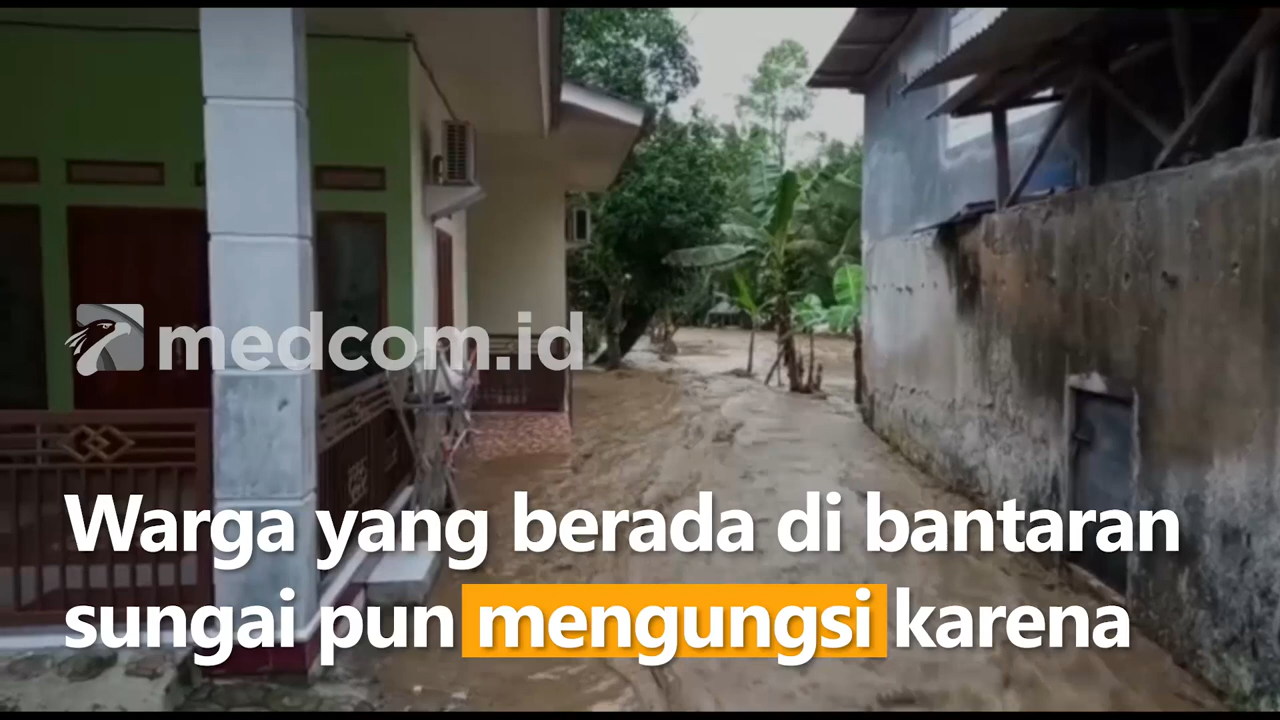 medcom.id
Warga yang berada di bantaran
sungai pun mengungsi karena